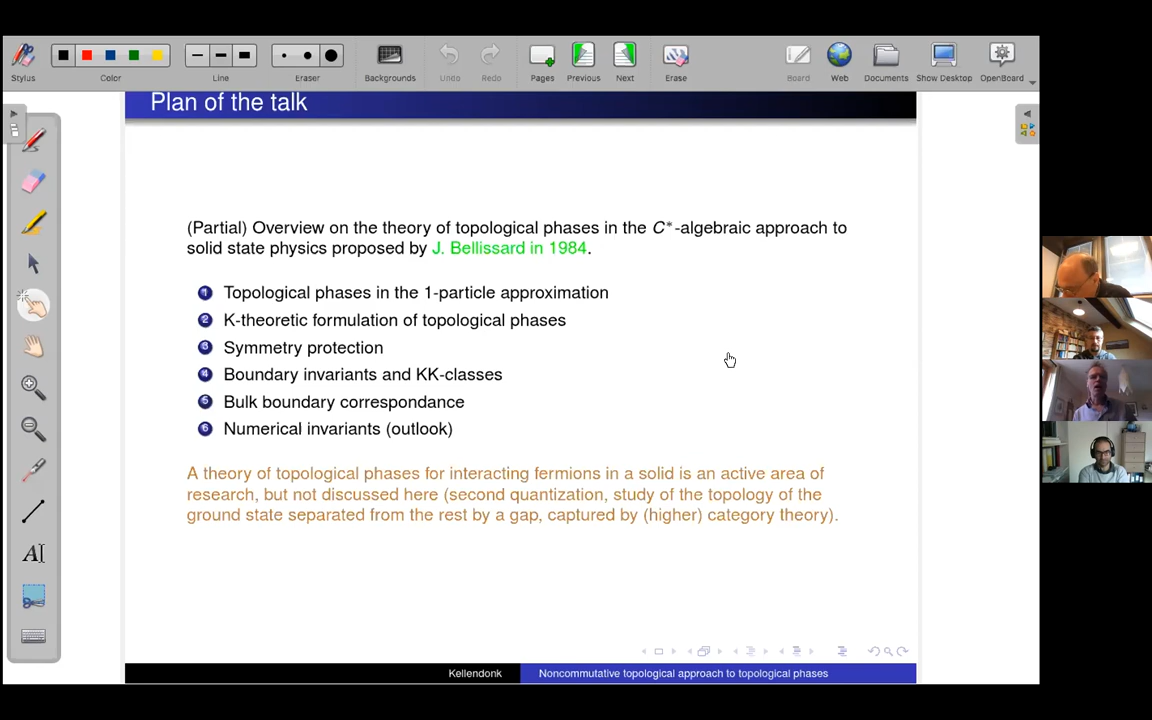 Stylus
Color
Line
Eraser
Backgrounds
Undo
Redo
Pages
Previous
Next
Erase
Board
Web
Documents
Show Desktop
OpenBoard
Plan of the talk
(Partial) Overview on the theory of topological phases in the C*-algebraic approach to
solid state physics proposed by J. Bellissard in 1984.
1 Topological phases in the 1-particle approximation
2 K-theoretic formulation of topological phases
3 Symmetry protection
4 Boundary invariants and KK-classes
5 Bulk boundary correspondance
6 Numerical invariants (outlook)
A theory of topological phases for interacting fermions in a solid is an active area of
research, but not discussed here (second quantization, study of the topology of the
ground state separated from the rest by a gap, captured by (higher) category theory).
Kellendonk
Noncommutative topological approach to topological phases